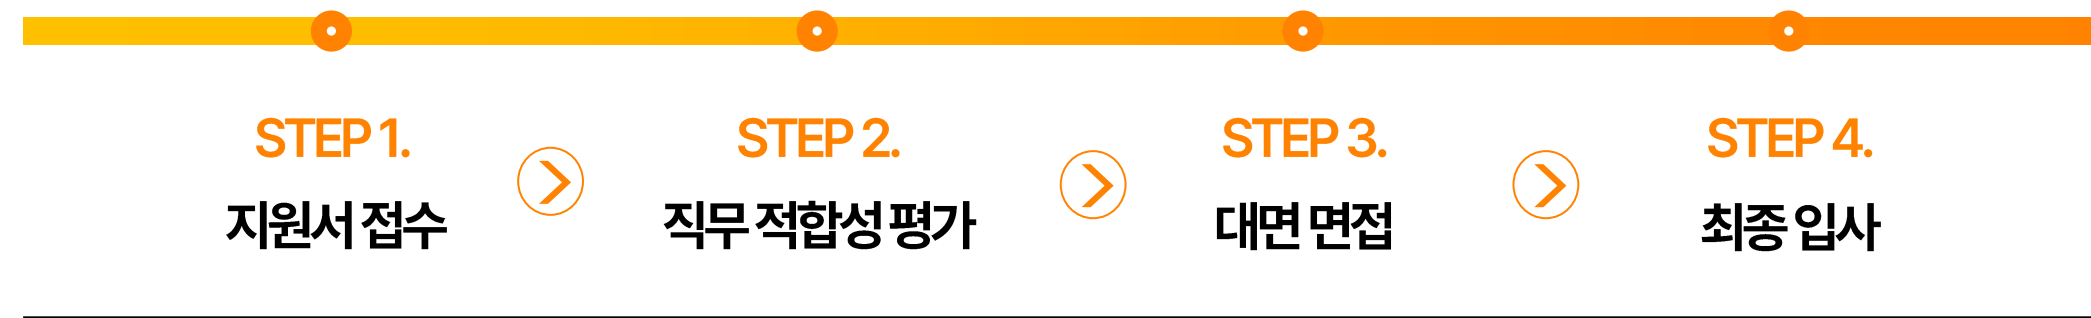 STEP 1.
지원서 접수
STEP 2.
직무 적합성 평가
STEP 3.
대면 면접
STEP 4.
최종 입사